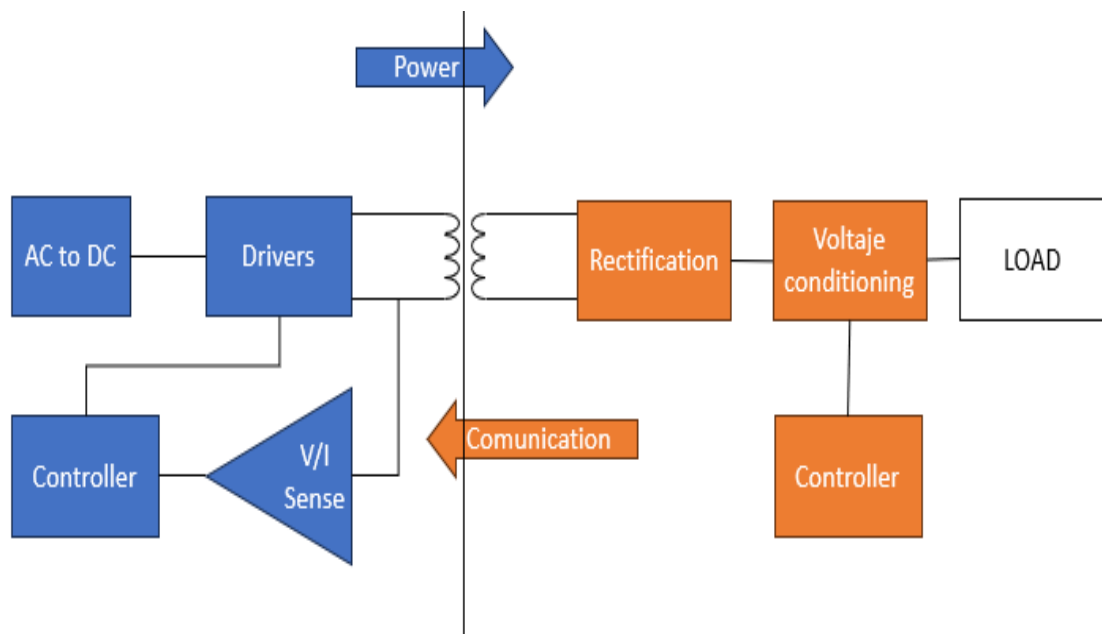 Power
AC to DC
Drivers
Rectification
Voltaje
conditioning
LOAD
Controller
V/I
Sense
Comunication
Controller